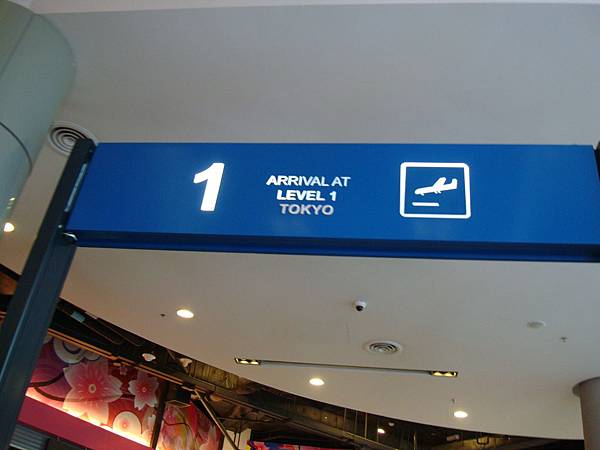 1
ARRIVAL AT
LEVEL 1
TOKYO